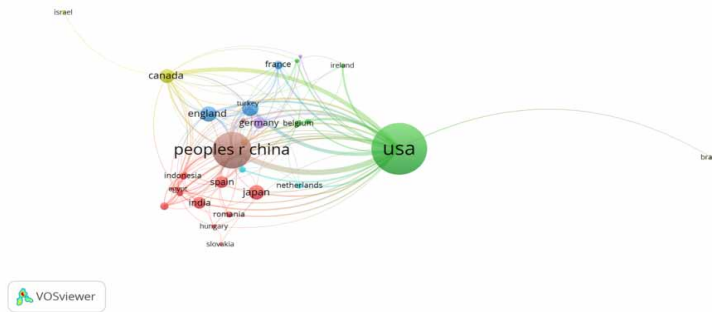 israel
canada
france
ireland
turkey
england
germany
belgium
peoples r china
usa
bra
indonesia
spain
egypt
netherlands
japan
india
romania
hungary
slovakia
VOSviewer